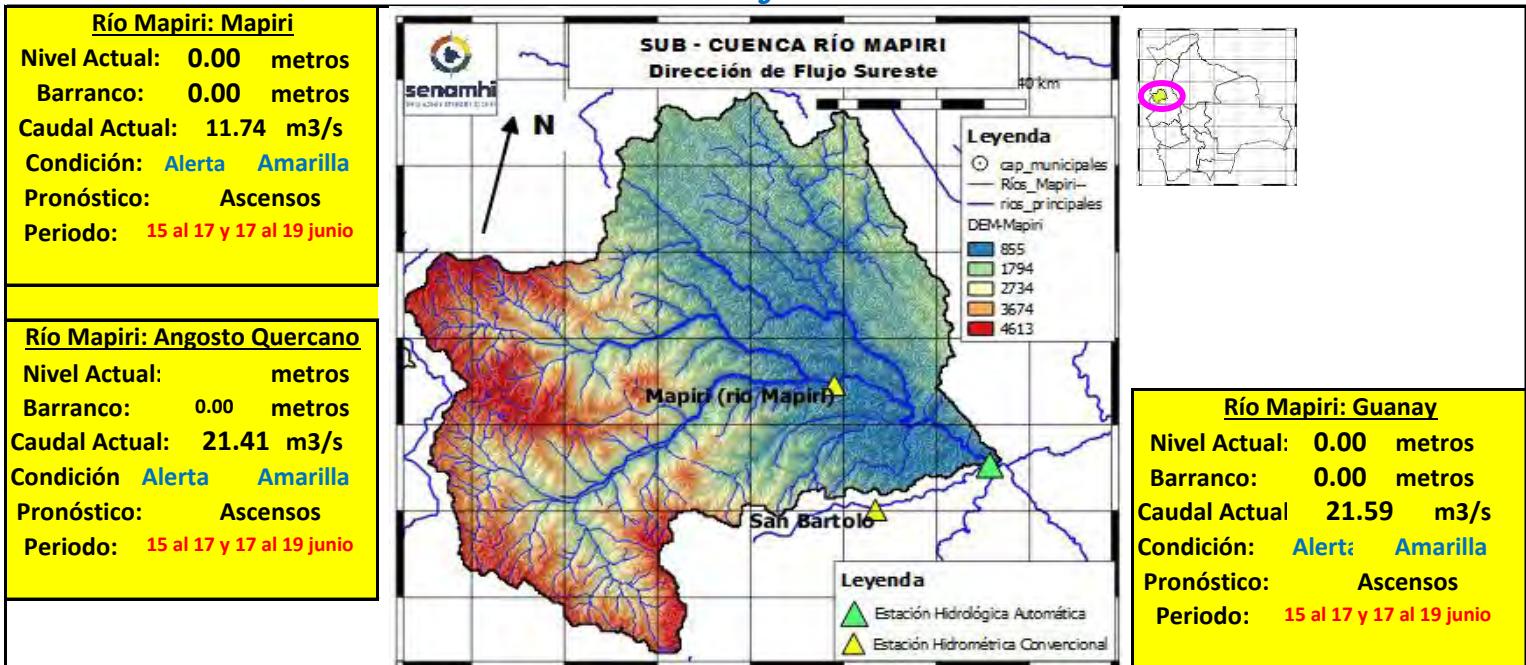 Río Mapiri: Mapiri
Nivel Actual: 0.00 metros
Barranco: 0.00 metros
Caudal Actual: 11.74 m3/s
Condición: Alerta Amarilla
Pronóstico: Ascensos
Periodo: 15 al 17 y 17 al 19 junio
Río Mapiri: Angosto Quercano
Nivel Actual: metros
Barranco: 0.00 metros
Caudal Actual: 21.41 m3/s
Condición Alerta Amarilla
Pronóstico: Ascensos
Periodo: 15 al 17 y 17 al 19 junio
senamhi
SUB - CUENCA RÍO MAPIRI
Dirección de Flujo Sureste
40 km
N
Leyenda
cap_municipales
Ríos_Mapiri--
rios_principales
DEM-Mapiri
855
1794
2734
3674
4613
Mapiri (rio Mapiri)
San Bartolo
Leyenda
Estación Hidrológica Automática
Estación Hidrométrica Convencional
Río Mapiri: Guanay
Nivel Actual: 0.00 metros
Barranco: 0.00 metros
Caudal Actual 21.59 m3/s
Condición: Alerta Amarilla
Pronóstico: Ascensos
Periodo: 15 al 17 y 17 al 19 junio